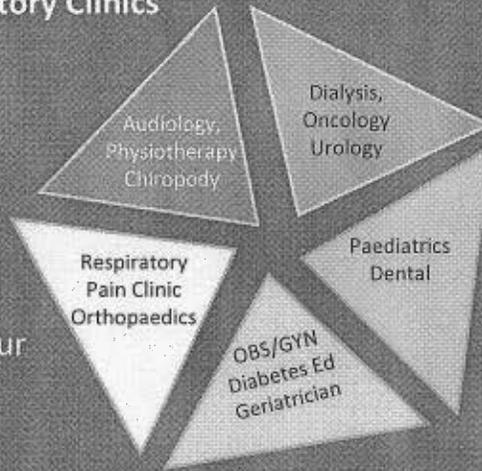 tory Clinics
Audiology,
Physiotherapy
Chiropody
Dialysis,
Oncology
Urology
Paediatrics
Dental
Respiratory
Pain Clinic
Orthopaedics
OBS/GYN
Diabetes Ed
Geriatrician
ur